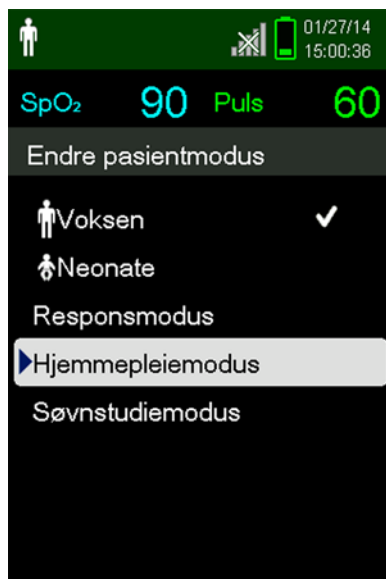 01/27/14
15:00:36
SpO₂ 90 Puls 60
Endre pasientmodus
Voksen
Neonate
Responsmodus
Hjemmepleiemodus
Søvnstudiemodus